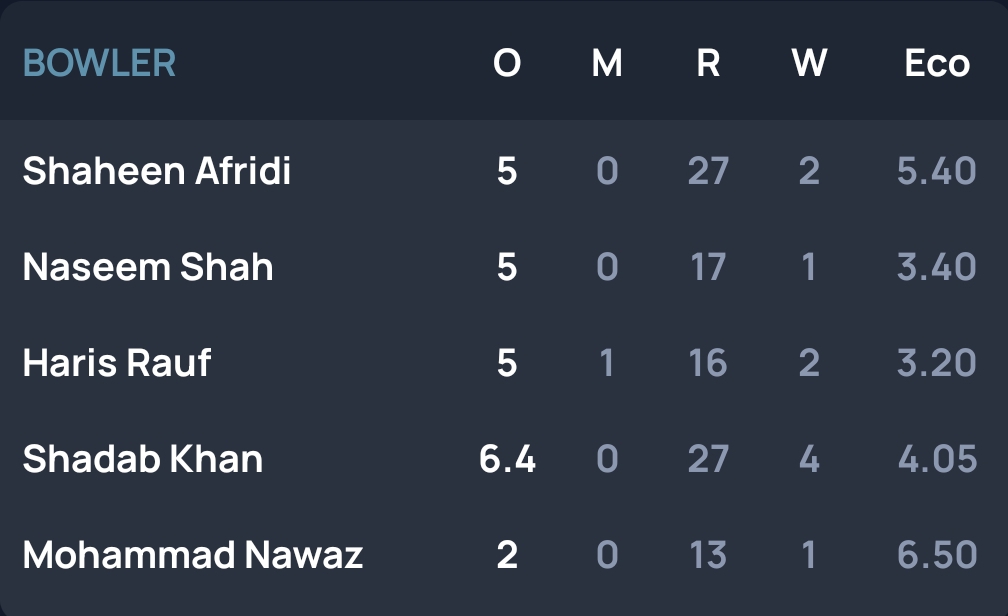 BOWLER O M R W Eco
Shaheen Afridi 5 0 27 2 5.40
Naseem Shah 5 0 17 1 3.40
Haris Rauf 5 1 16 2 3.20
Shadab Khan 6.4 0 27 4 4.05
Mohammad Nawaz 2 0 13 1 6.50